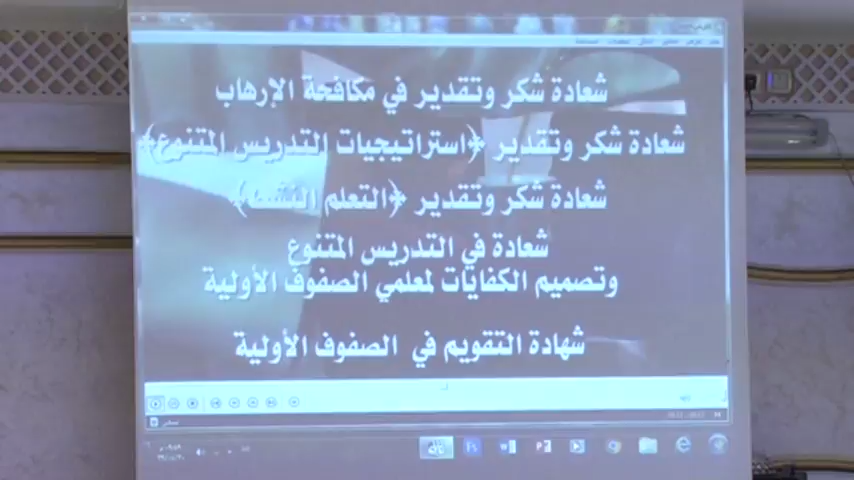 شعادة شكر وتقدير في مكافحة الإرهاب
شعادة شكر وتقدير ﴿استراتيجيات التدريس المتنوع﴾
شعادة شكر وتقدير ﴿التعلم النشط﴾
شعادة في التدريس المتنوع
وتصميم الكفايات لمعلمي الصفوف الأولية
شهادة التقويم في الصفوف الأولية